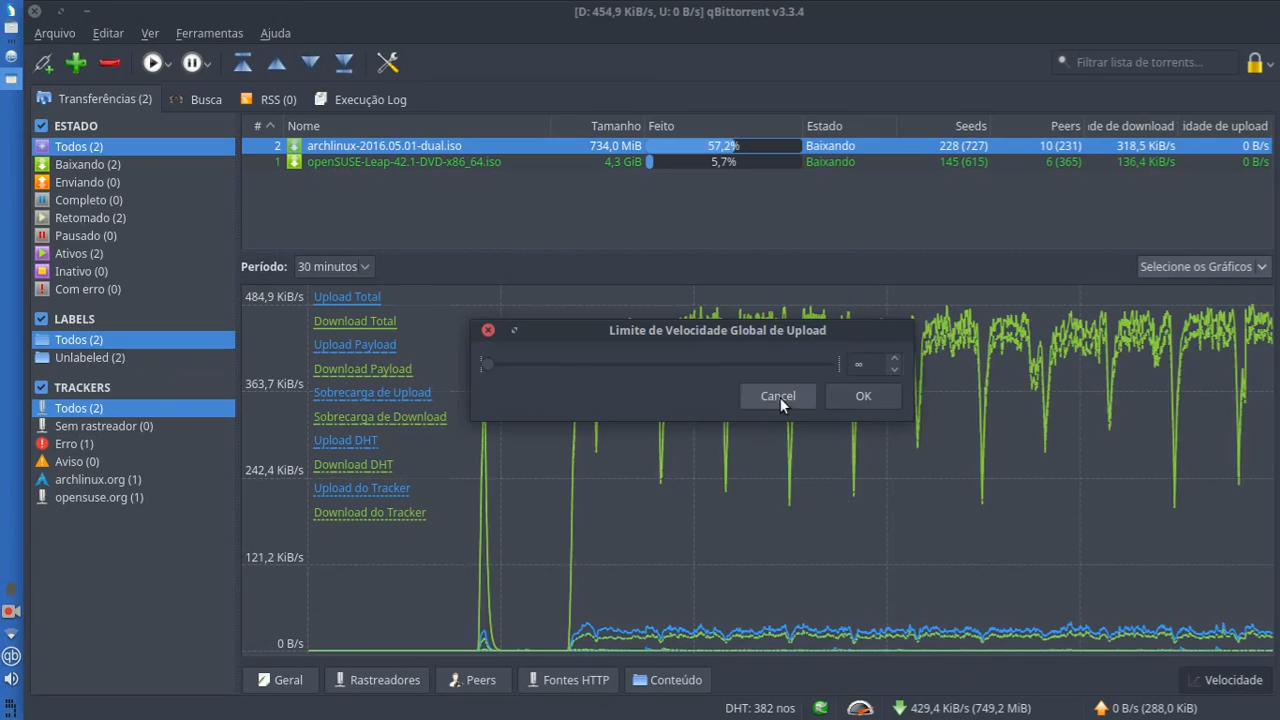 [D: 454,9 KiB/s, U: 0 B/s] qBittorrent v3.3.4
Arquivo Editar Ver Ferramentas Ajuda
Filtrar lista de torrents...
Transferências (2) Busca RSS (0) Execução Log
ESTADO
Todos (2)
Baixando (2)
Enviando (0)
Completo (0)
Retomado (2)
Pausado (0)
Ativos (2)
Inativo (0)
Com erro (0)
LABELS
Todos (2)
Unlabeled (2)
TRACKERS
Todos (2)
Sem rastreador (0)
Erro (1)
Aviso (0)
archlinux.org (1)
opensuse.org (1)
# Nome Tamanho Feito Estado Seeds Peers de de download idade de upload
2 archlinux-2016.05.01-dual.iso 734,0 MiB 57,2% Baixando 228 (727) 10 (231) 318,5 KiB/s 0 B/s
1 openSUSE-Leap-42.1-DVD-x86_64.iso 4,3 GiB 5,7% Baixando 145 (615) 6 (365) 136,4 KiB/s 0 B/s
Período: 30 minutos Selecione os Gráficos
484,9 KiB/s
363,7 KiB/s
242,4 KiB/s
121,2 KiB/s
0 B/s
Upload Total
Download Total
Upload Payload
Download Payload
Sobrecarga de Upload
Sobrecarga de Download
Upload DHT
Download DHT
Upload do Tracker
Download do Tracker
Limite de Velocidade Global de Upload
∞
Cancel OK
Geral Rastreadores Peers Fontes HTTP Conteúdo Velocidade
DHT: 382 nos 429,4 KiB/s (749,2 MiB) 0 B/s (288,0 KiB)
qb